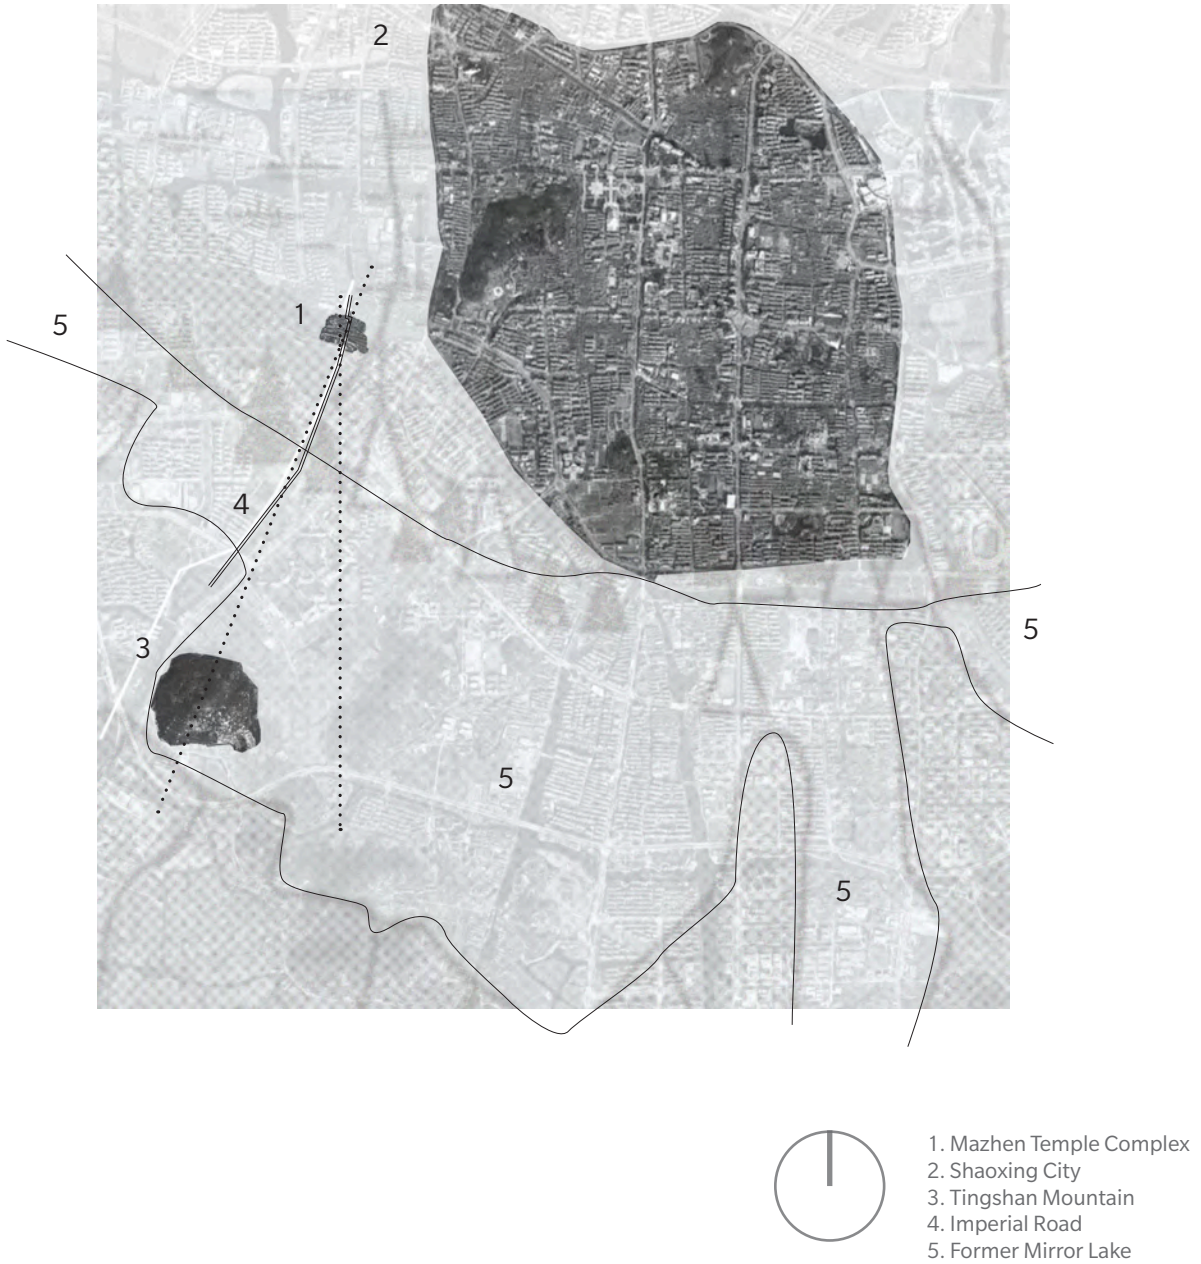 2
1
5
4
3
5
5
5
1. Mazhen Temple Complex
2. Shaoxing City
3. Tingshan Mountain
4. Imperial Road
5. Former Mirror Lake